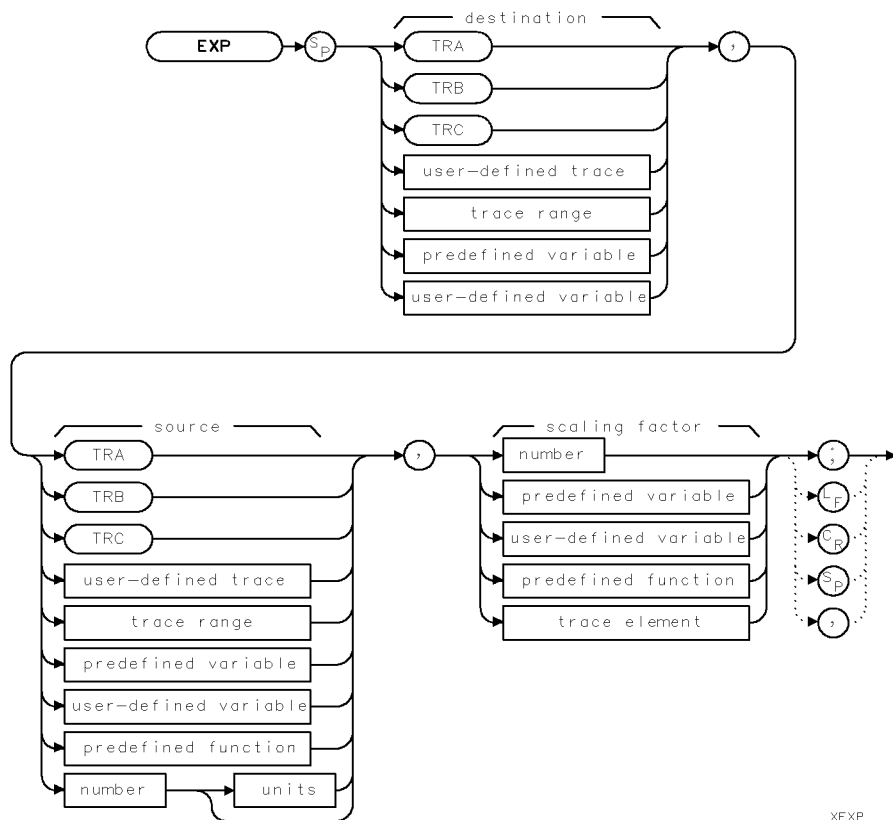 destination
EXP
SP
TRA
,
TRB
TRC
user-defined trace
trace range
predefined variable
user-defined variable
source
scaling factor
TRA
,
number
;
TRB
predefined variable
LF
TRC
user-defined variable
CR
user-defined trace
predefined function
SP
trace range
trace element
,
predefined variable
user-defined variable
predefined function
number
units
XEXP